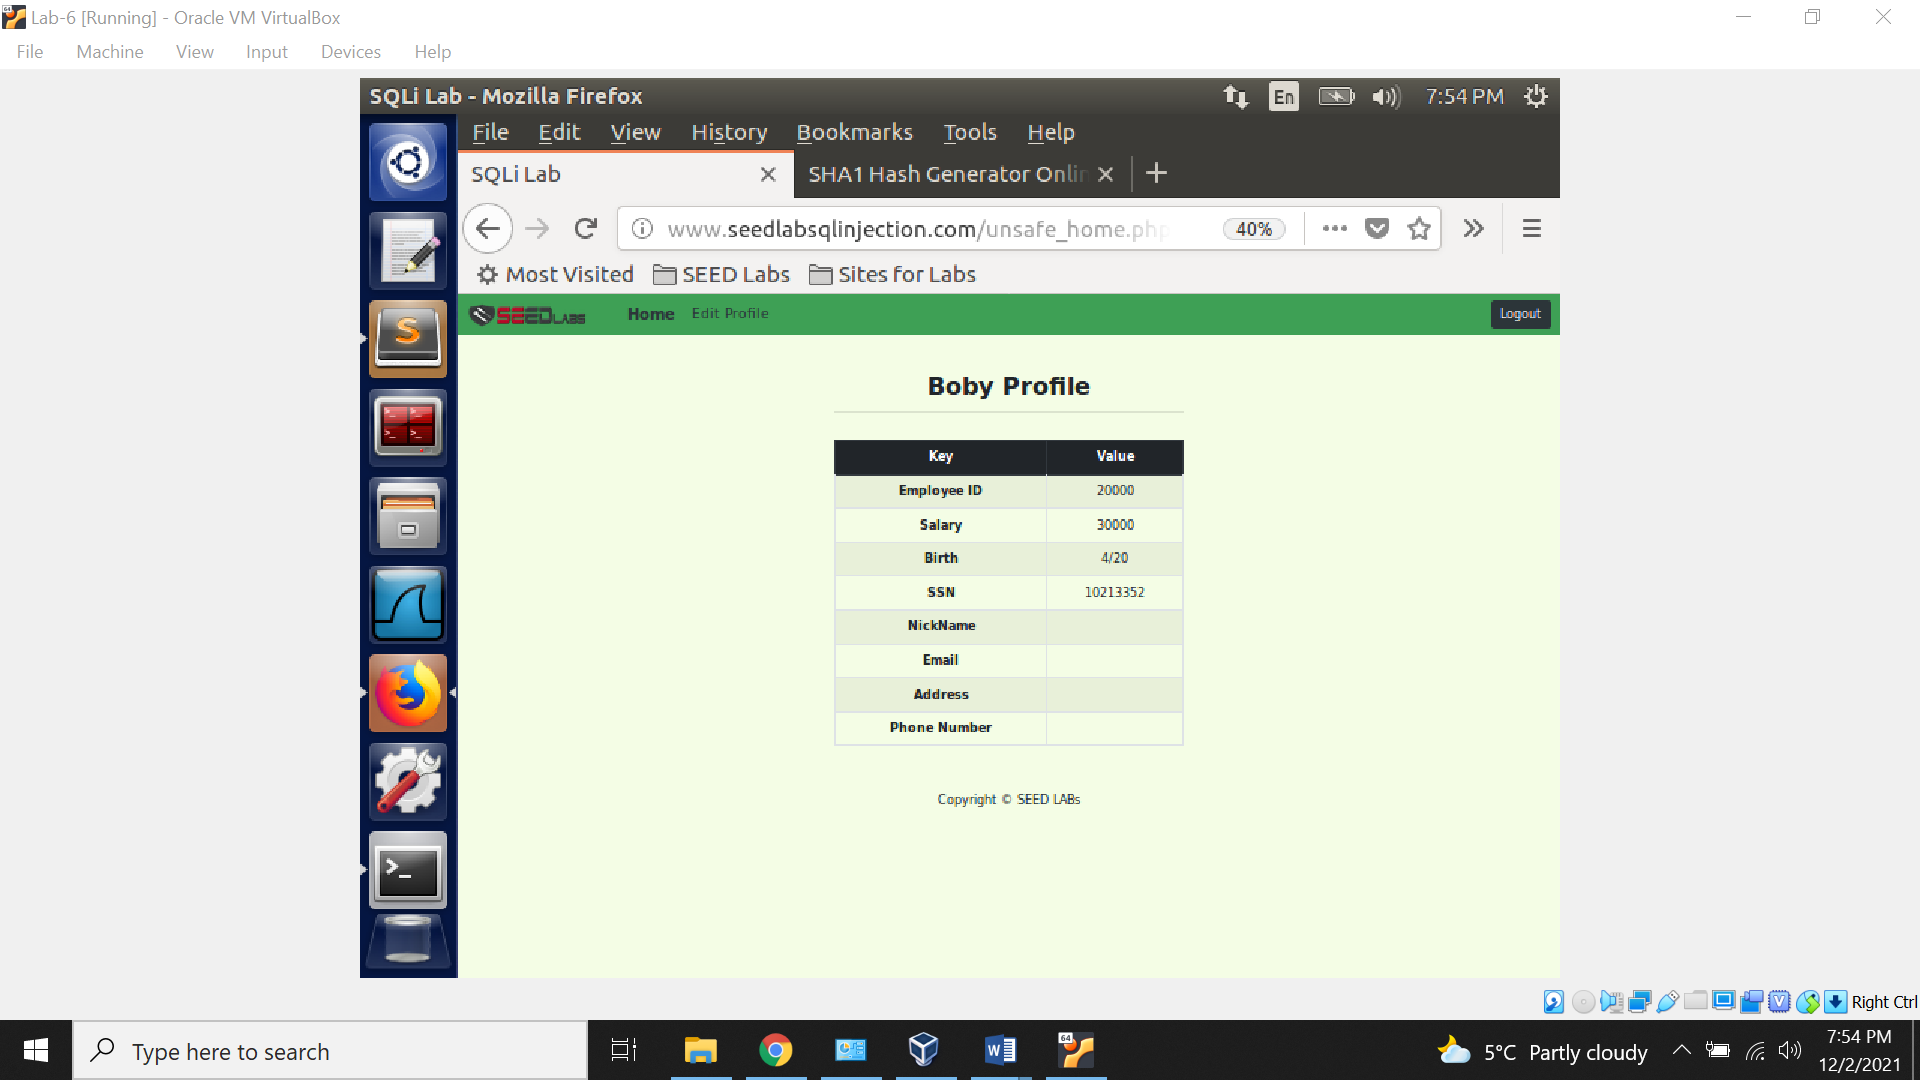 Lab-6 [Running] - Oracle VM VirtualBox
File Machine View Input Devices Help
SQLi Lab - Mozilla Firefox
En
7:54 PM
File Edit View History Bookmarks Tools Help
SQLi Lab
SHA1 Hash Generator Onlin
www.seedlabsqlinjection.com/unsafe_home.php
40%
Most Visited
SEED Labs
Sites for Labs
SEEDLABS
Home
Edit Profile
Logout
Boby Profile
Key Value
Employee ID 20000
Salary 30000
Birth 4/20
SSN 10213352
NickName
Email
Address
Phone Number
Copyright © SEED LABs
Right Ctrl
Type here to search
5°C Partly cloudy
7:54 PM
12/2/2021